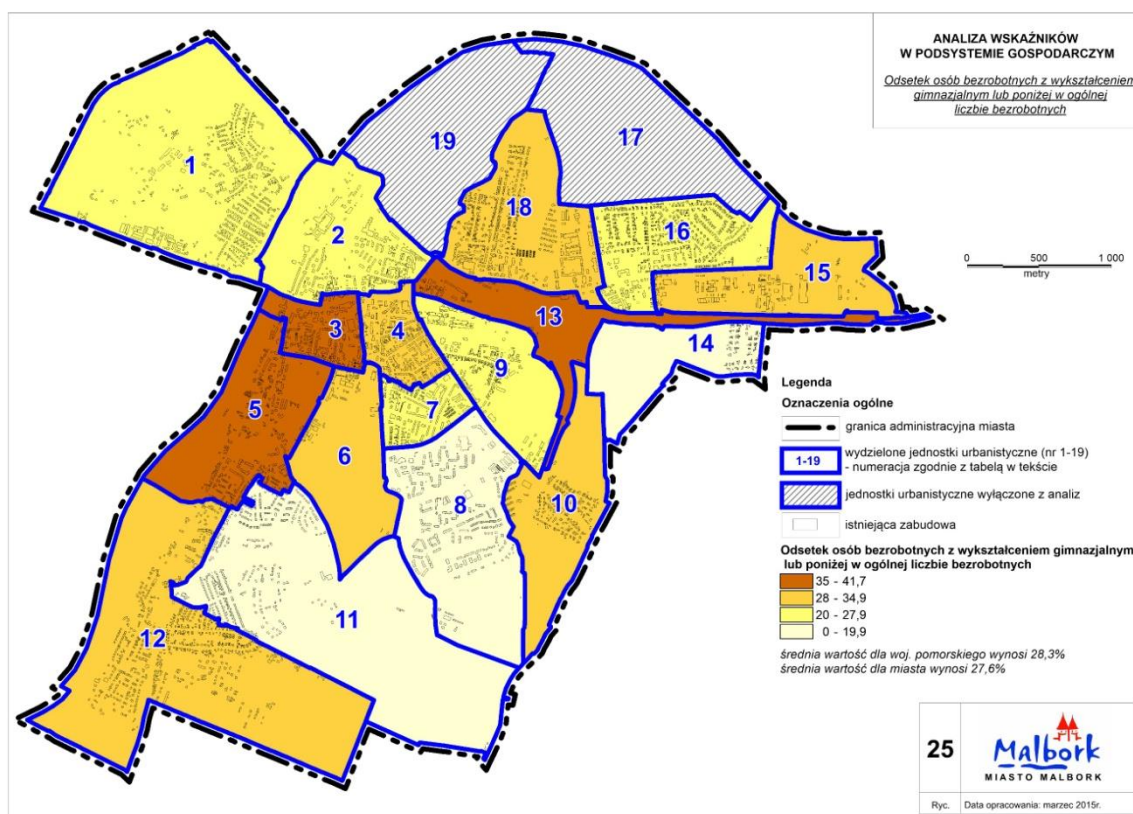 ANALIZA WSKAŹNIKÓW
W PODSYSTEMIE GOSPODARCZYM
Odsetek osób bezrobotnych z wykształceniem
gimnazjalnym lub poniżej w ogólnej
liczbie bezrobotnych
19
17
1
18
2
16
15
0 500 1 000
metry
13
3
4
14
9
5
7
6
8
10
11
12
Legenda
Oznaczenia ogólne
granica administracyjna miasta
1-19
wydzielone jednostki urbanistyczne (nr 1-19)
- numeracja zgodnie z tabelą w tekście
jednostki urbanistyczne wyłączone z analiz
istniejąca zabudowa
Odsetek osób bezrobotnych z wykształceniem gimnazjalnym
lub poniżej w ogólnej liczbie bezrobotnych
35 - 41,7
28 - 34,9
20 - 27,9
0 - 19,9
średnia wartość dla woj. pomorskiego wynosi 28,3%
średnia wartość dla miasta wynosi 27,6%
25
Malbork
MIASTO MALBORK
Ryc. Data opracowania: marzec 2015r.